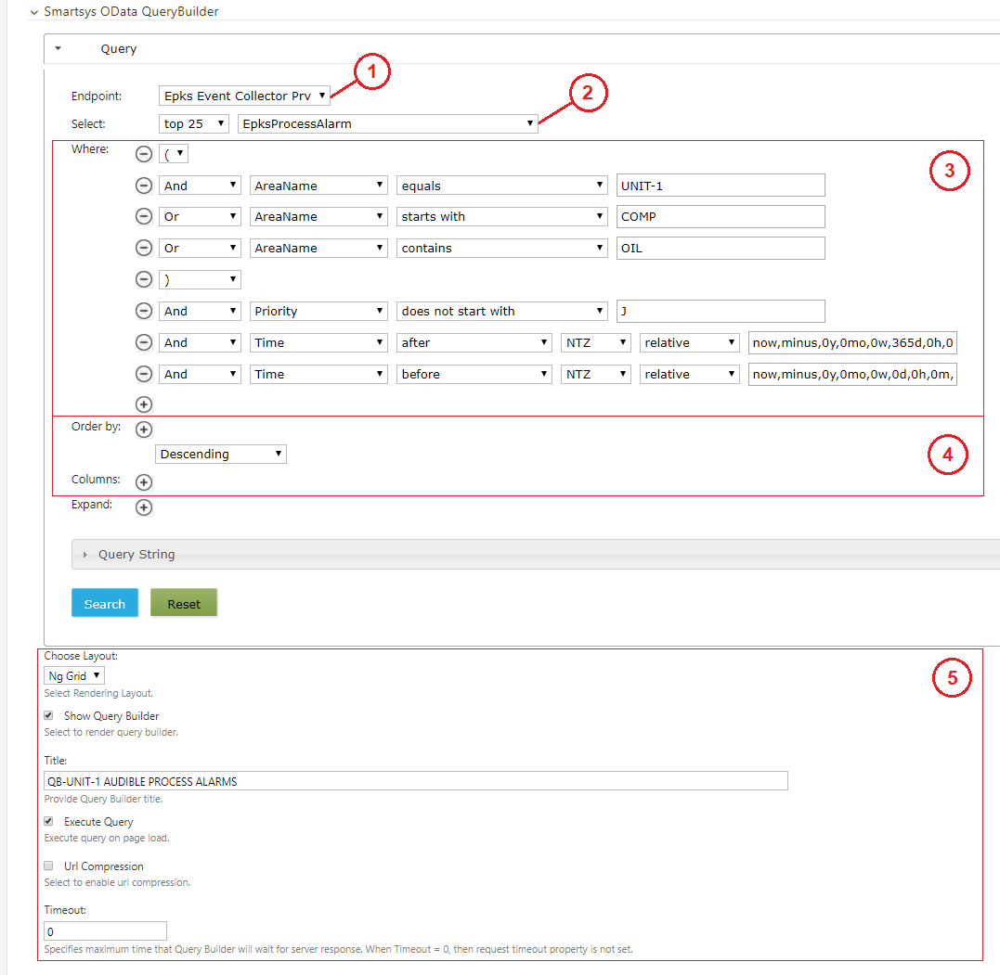 Smartsys OData QueryBuilder
Query
1
Endpoint: Epks Event Collector Prv
2
Select: top 25 EpksProcessAlarm
Where: (
3
And AreaName equals UNIT-1
Or AreaName starts with COMP
Or AreaName contains OIL
)
And Priority does not start with J
And Time after NTZ relative now,minus,0y,0mo,0w,365d,0h,0
And Time before NTZ relative now,minus,0y,0mo,0w,0d,0h,0m,
Order by:
Descending
4
Columns:
Expand:
Query String
Search Reset
Choose Layout:
Ng Grid
5
Select Rendering Layout.
Show Query Builder
Select to render query builder.
Title:
QB-UNIT-1 AUDIBLE PROCESS ALARMS
Provide Query Builder title.
Execute Query
Execute query on page load.
Url Compression
Select to enable url compression.
Timeout:
0
Specifies maximum time that Query Builder will wait for server response. When Timeout = 0, then request timeout property is not set.